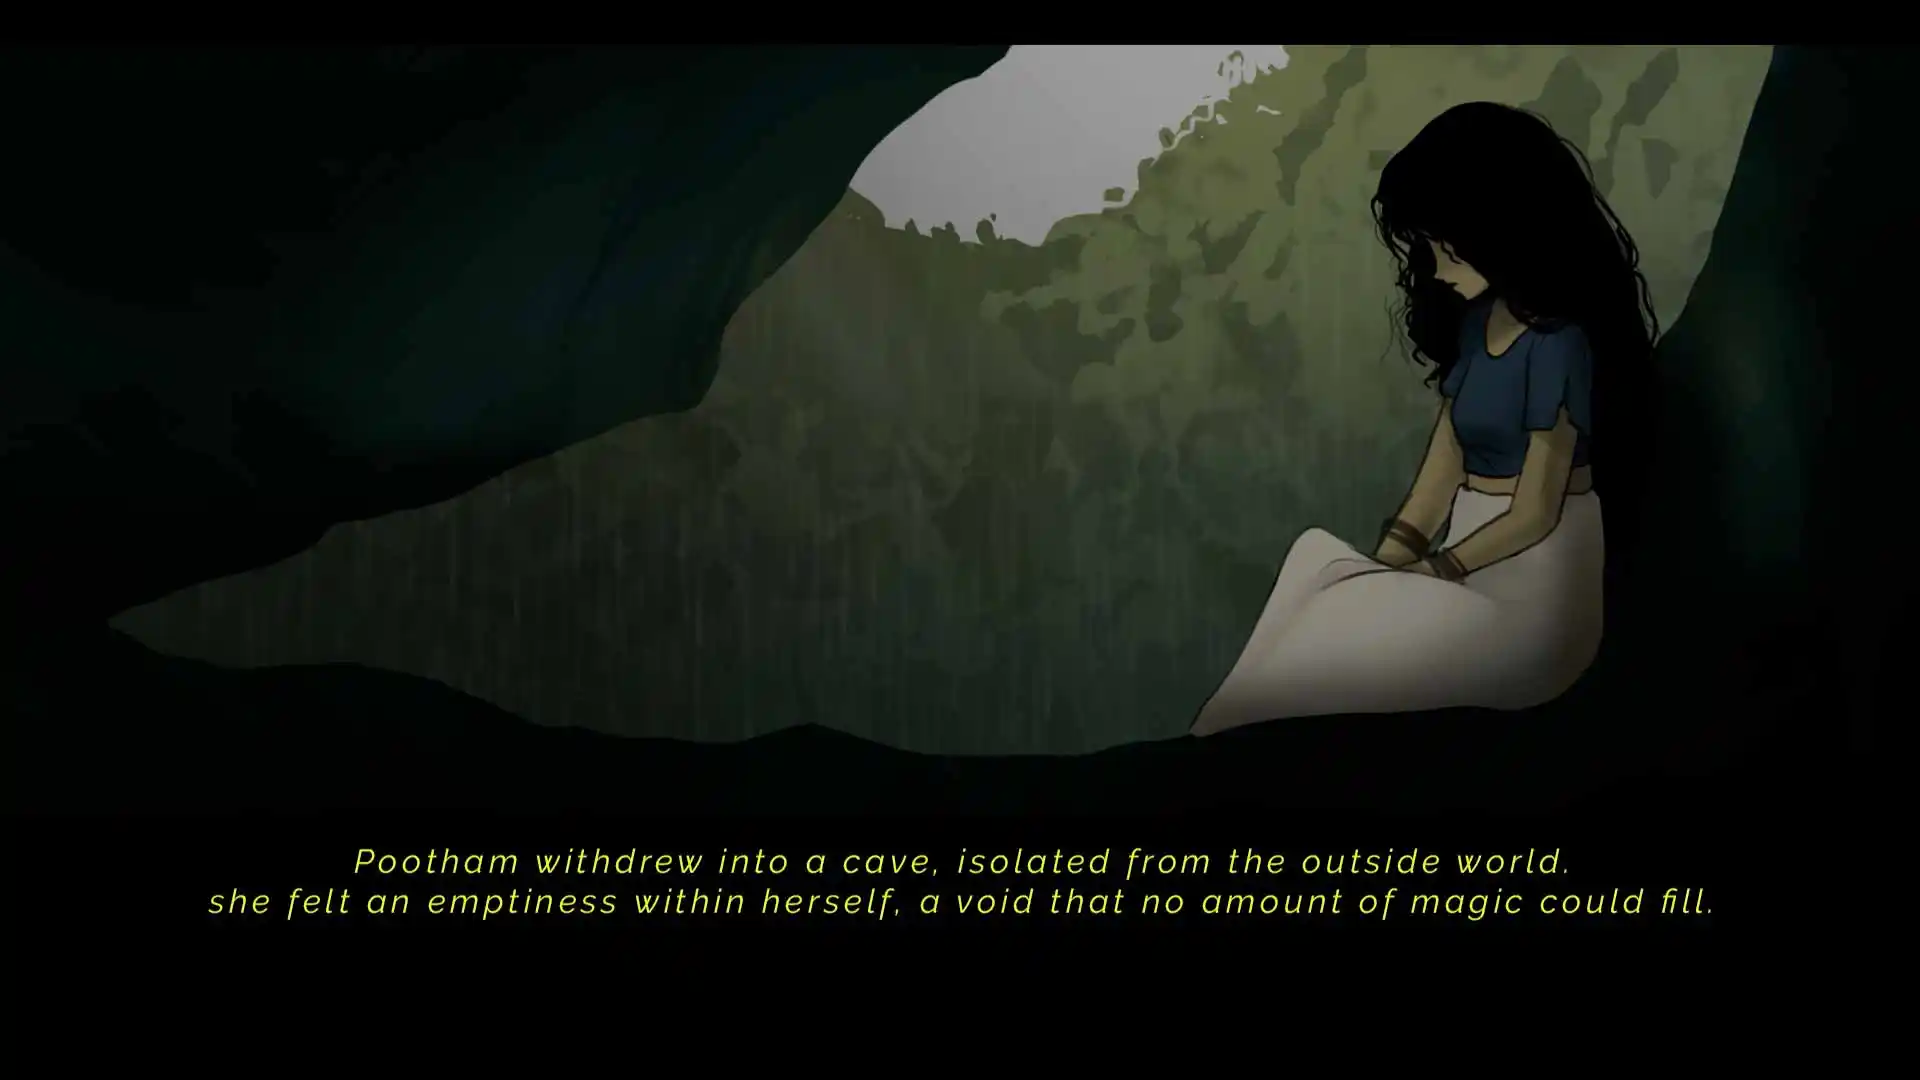 Pootham withdrew into a cave, isolated from the outside world.
she felt an emptiness within herself, a void that no amount of magic could fill.